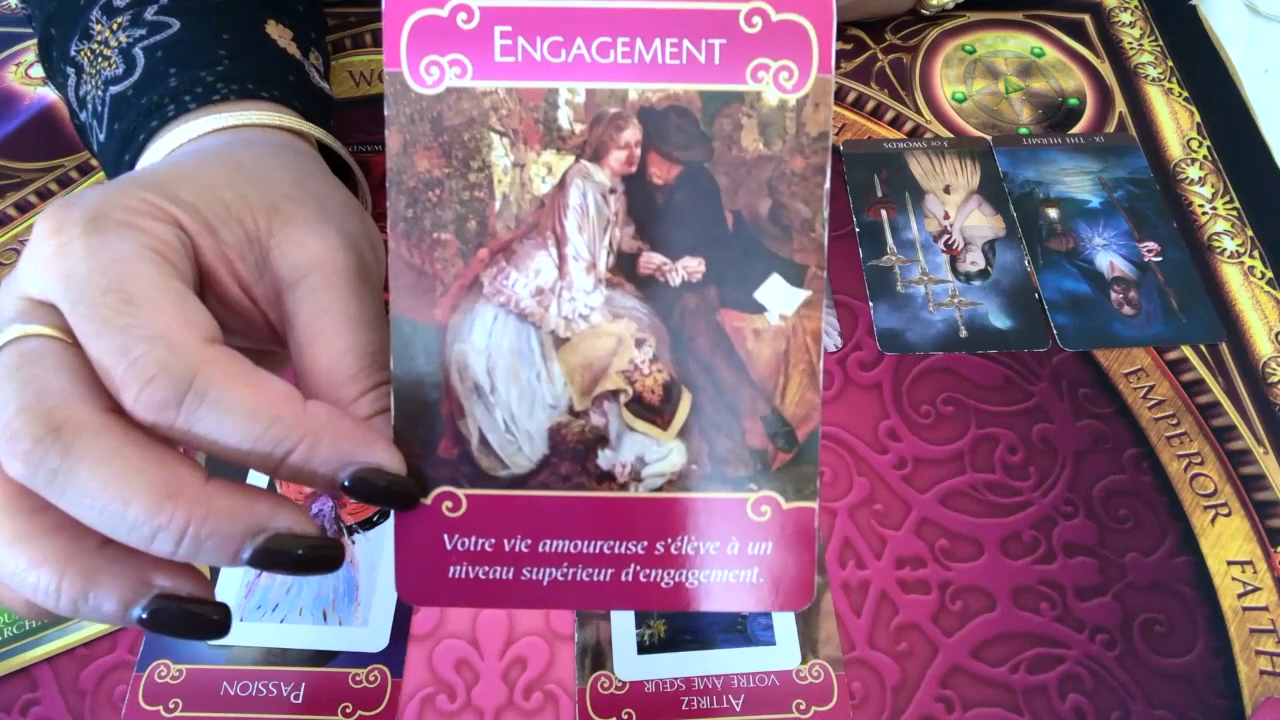 ENGAGEMENT
Votre vie amoureuse s'élève à un
niveau supérieur d'engagement.
3 OF SWORDS
IX - THE HERMIT
EMPEROR
FAITH
PASSION
ATTIREZ
VOTRE ÂME SŒUR
WANDS